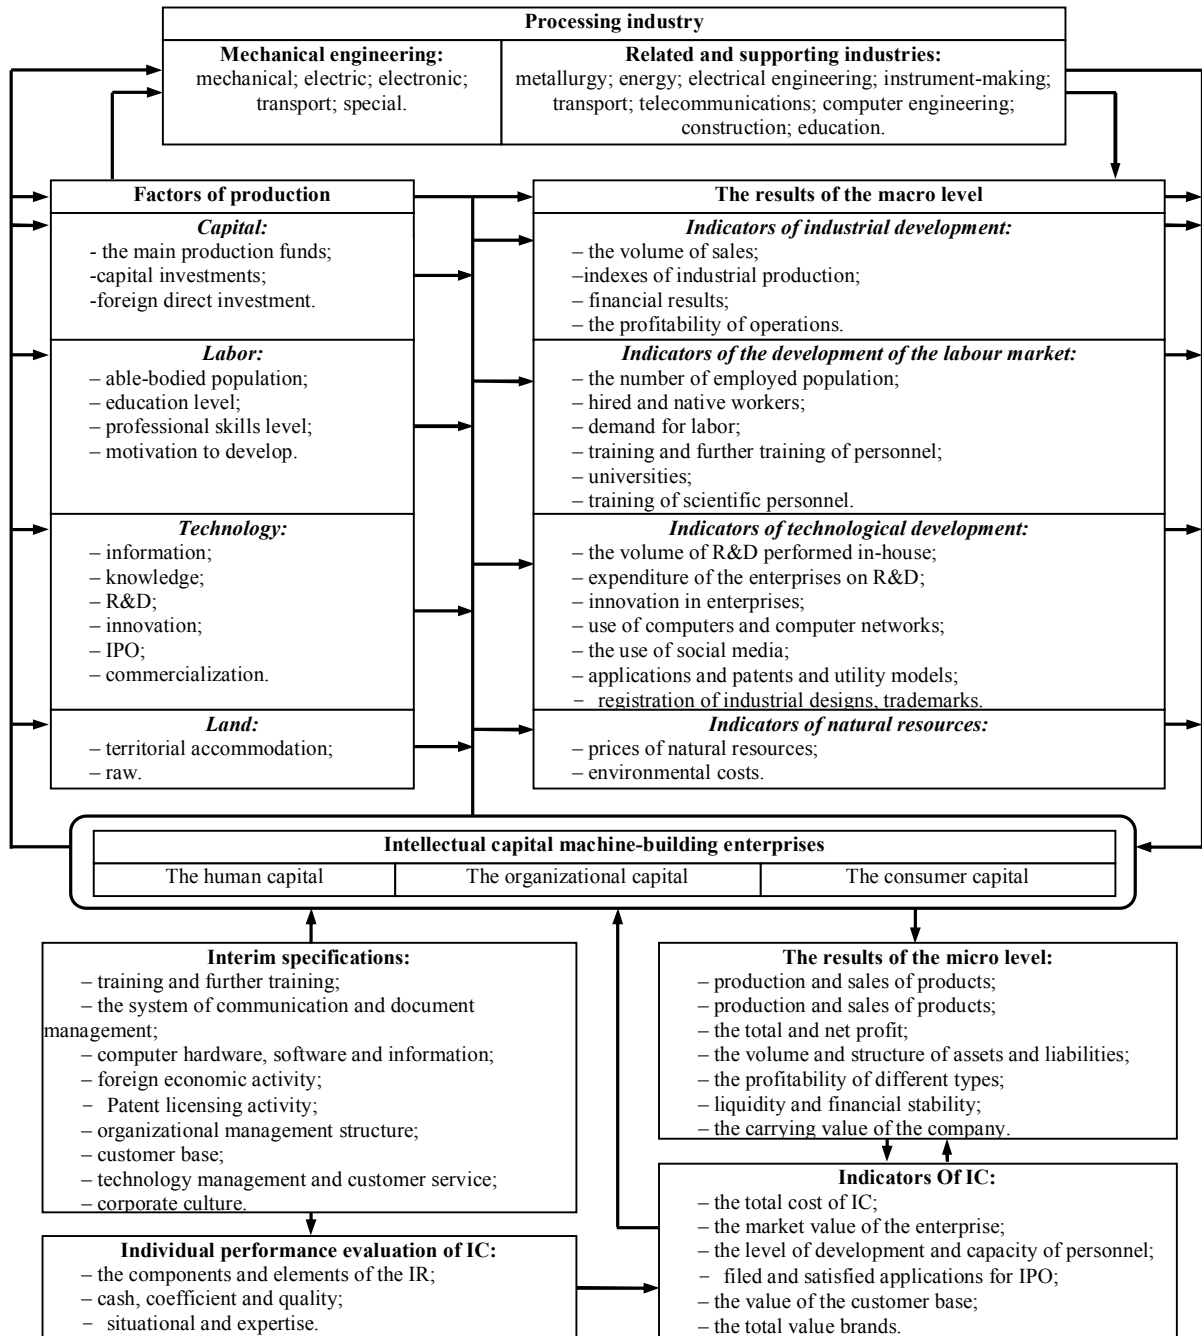 Processing industry
Mechanical engineering:
mechanical; electric; electronic;
transport; special.
Related and supporting industries:
metallurgy; energy; electrical engineering; instrument-making;
transport; telecommunications; computer engineering;
construction; education.
Factors of production
Capital:
- the main production funds;
-capital investments;
-foreign direct investment.
Labor:
– able-bodied population;
– education level;
– professional skills level;
– motivation to develop.
Technology:
– information;
– knowledge;
– R&D;
– innovation;
– IPO;
– commercialization.
Land:
– territorial accommodation;
– raw.
The results of the macro level
Indicators of industrial development:
– the volume of sales;
–indexes of industrial production;
– financial results;
– the profitability of operations.
Indicators of the development of the labour market:
– the number of employed population;
– hired and native workers;
– demand for labor;
– training and further training of personnel;
– universities;
– training of scientific personnel.
Indicators of technological development:
– the volume of R&D performed in-house;
– expenditure of the enterprises on R&D;
– innovation in enterprises;
– use of computers and computer networks;
– the use of social media;
– applications and patents and utility models;
– registration of industrial designs, trademarks.
Indicators of natural resources:
– prices of natural resources;
– environmental costs.
Intellectual capital machine-building enterprises
The human capital
The organizational capital
The consumer capital
Interim specifications:
– training and further training;
– the system of communication and document
management;
– computer hardware, software and information;
– foreign economic activity;
– Patent licensing activity;
– organizational management structure;
– customer base;
– technology management and customer service;
– corporate culture.
Individual performance evaluation of IC:
– the components and elements of the IR;
– cash, coefficient and quality;
– situational and expertise.
The results of the micro level:
– production and sales of products;
– production and sales of products;
– the total and net profit;
– the volume and structure of assets and liabilities;
– the profitability of different types;
– liquidity and financial stability;
– the carrying value of the company.
Indicators Of IC:
– the total cost of IC;
– the market value of the enterprise;
– the level of development and capacity of personnel;
– filed and satisfied applications for IPO;
– the value of the customer base;
– the total value brands.